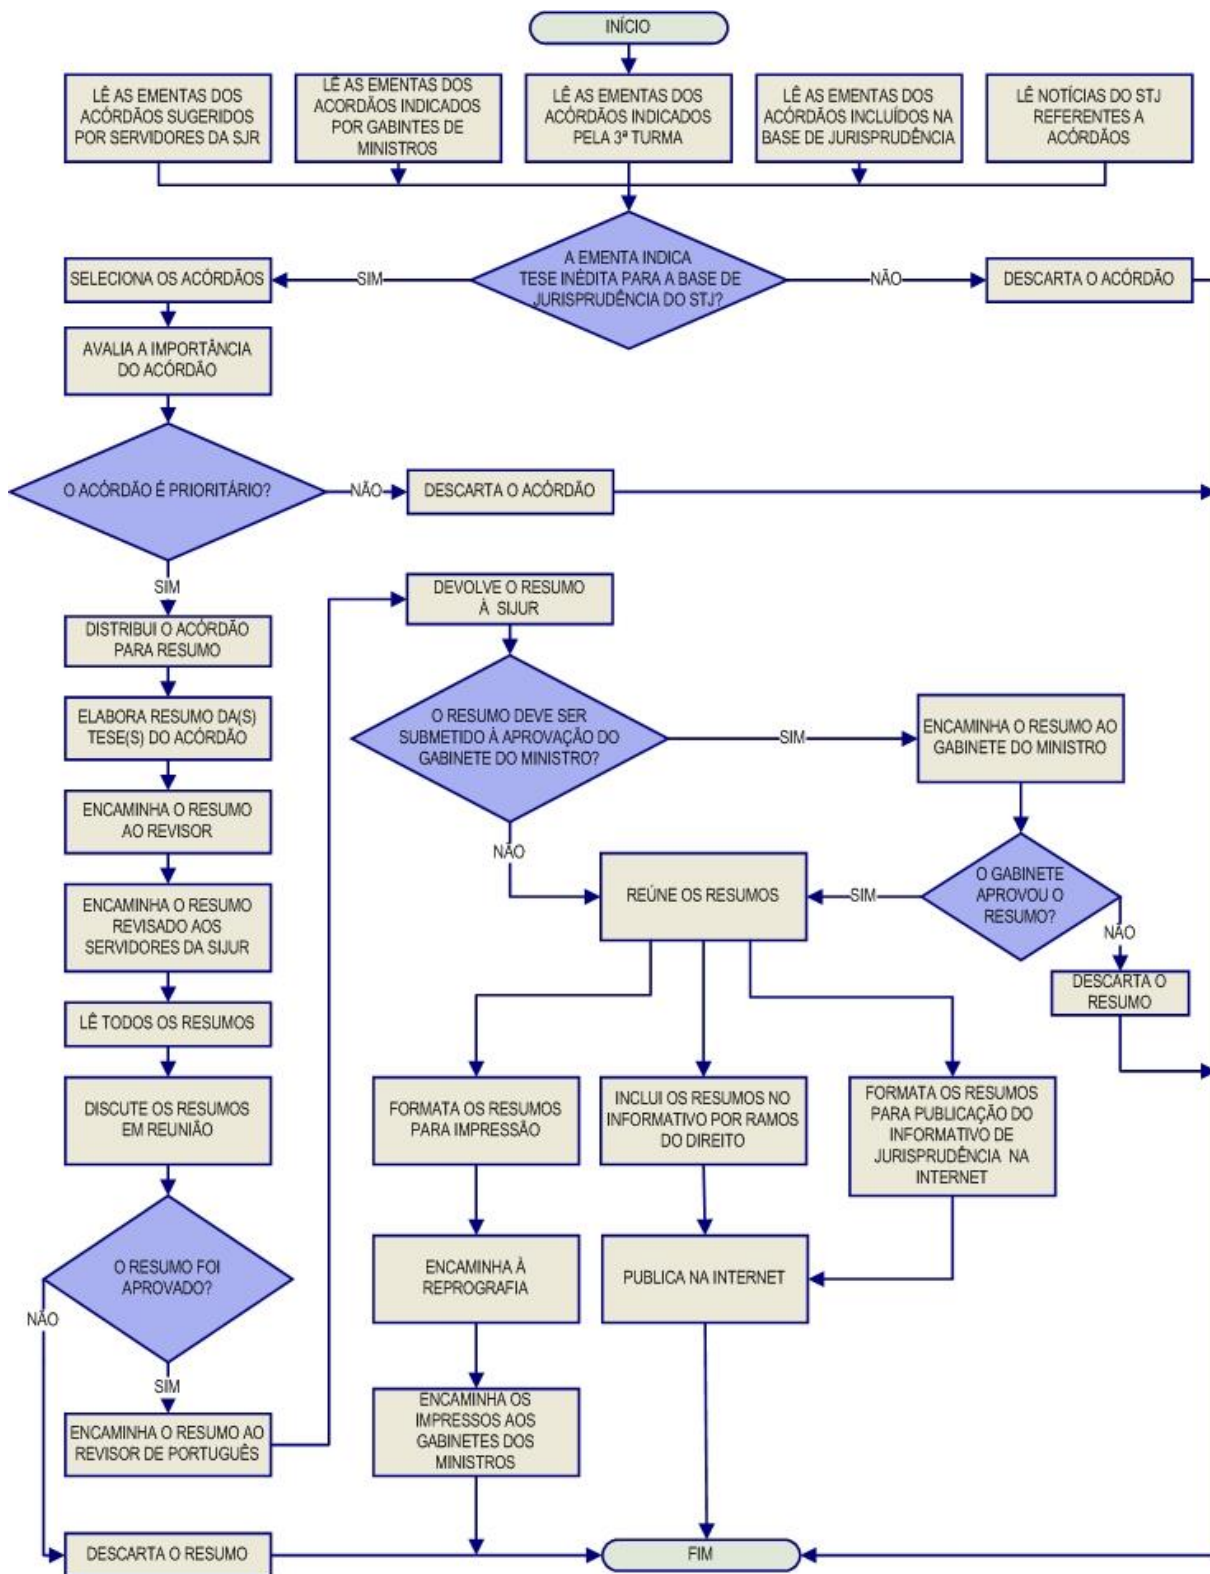 INÍCIO
LÊ AS EMENTAS DOS
ACÓRDÃOS SUGERIDOS
POR SERVIDORES DA SJR
LÊ AS EMENTAS DOS
ACORDÃOS INDICADOS
POR GABINTES DE
MINISTROS
LÊ AS EMENTAS DOS
ACÓRDÃOS INDICADOS
PELA 3ª TURMA
LÊ AS EMENTAS DOS
ACÓRDÃOS INCLUÍDOS NA
BASE DE JURISPRUDÊNCIA
LÊ NOTÍCIAS DO STJ
REFERENTES A
ACÓRDÃOS
A EMENTA INDICA
TESE INÉDITA PARA A BASE DE
JURISPRUDÊNCIA DO STJ?
SIM
NÃO
SELECIONA OS ACÓRDÃOS
DESCARTA O ACÓRDÃO
AVALIA A IMPORTÂNCIA
DO ACÓRDÃO
O ACÓRDÃO É PRIORITÁRIO?
NÃO
DESCARTA O ACÓRDÃO
SIM
DISTRIBUI O ACÓRDÃO
PARA RESUMO
ELABORA RESUMO DA(S)
TESE(S) DO ACÓRDÃO
ENCAMINHA O RESUMO
AO REVISOR
ENCAMINHA O RESUMO
REVISADO AOS
SERVIDORES DA SIJUR
LÊ TODOS OS RESUMOS
DISCUTE OS RESUMOS
EM REUNIÃO
O RESUMO FOI
APROVADO?
NÃO
SIM
ENCAMINHA O RESUMO AO
REVISOR DE PORTUGUÊS
DESCARTA O RESUMO
DEVOLVE O RESUMO
À SIJUR
O RESUMO DEVE SER
SUBMETIDO À APROVAÇÃO DO
GABINETE DO MINISTRO?
SIM
NÃO
ENCAMINHA O RESUMO AO
GABINETE DO MINISTRO
O GABINETE
APROVOU O
RESUMO?
SIM
NÃO
DESCARTA O
RESUMO
REÚNE OS RESUMOS
FORMATA OS RESUMOS
PARA IMPRESSÃO
INCLUI OS RESUMOS NO
INFORMATIVO POR RAMOS
DO DIREITO
FORMATA OS RESUMOS
PARA PUBLICAÇÃO DO
INFORMATIVO DE
JURISPRUDÊNCIA NA
INTERNET
ENCAMINHA À
REPROGRAFIA
PUBLICA NA INTERNET
ENCAMINHA OS
IMPRESSOS AOS
GABINETES DOS
MINISTROS
FIM